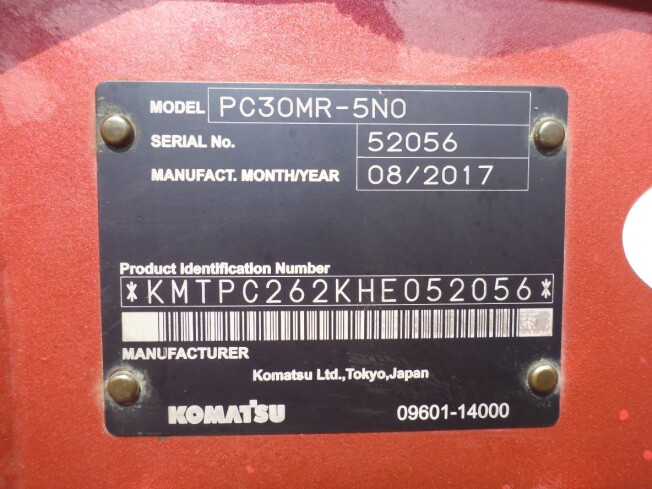 MODEL PC30MR-5N0
SERIAL No. 52056
MANUFACT. MONTH/YEAR 08/2017
Product Identification Number
*KMTPC262KHE052056*
MANUFACTURER
Komatsu Ltd.,Tokyo,Japan
KOMATSU 09601-14000